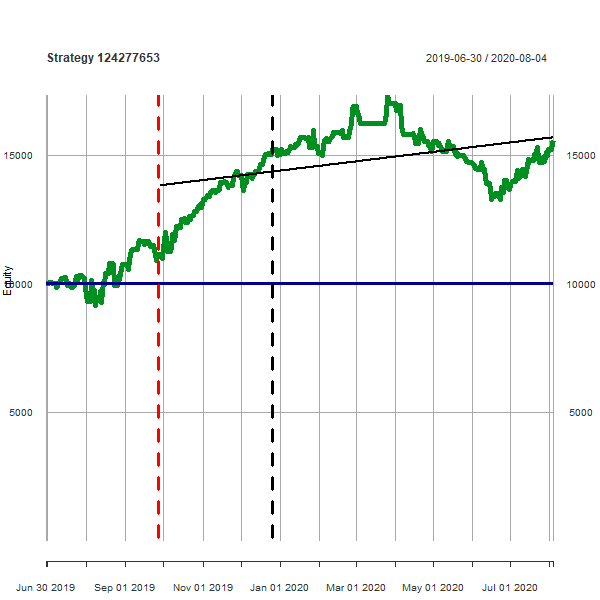 Strategy 124277653
2019-06-30 / 2020-08-04
15000
15000
Equity
10000
10000
5000
5000
Jun 30 2019
Sep 01 2019
Nov 01 2019
Jan 01 2020
Mar 01 2020
May 01 2020
Jul 01 2020